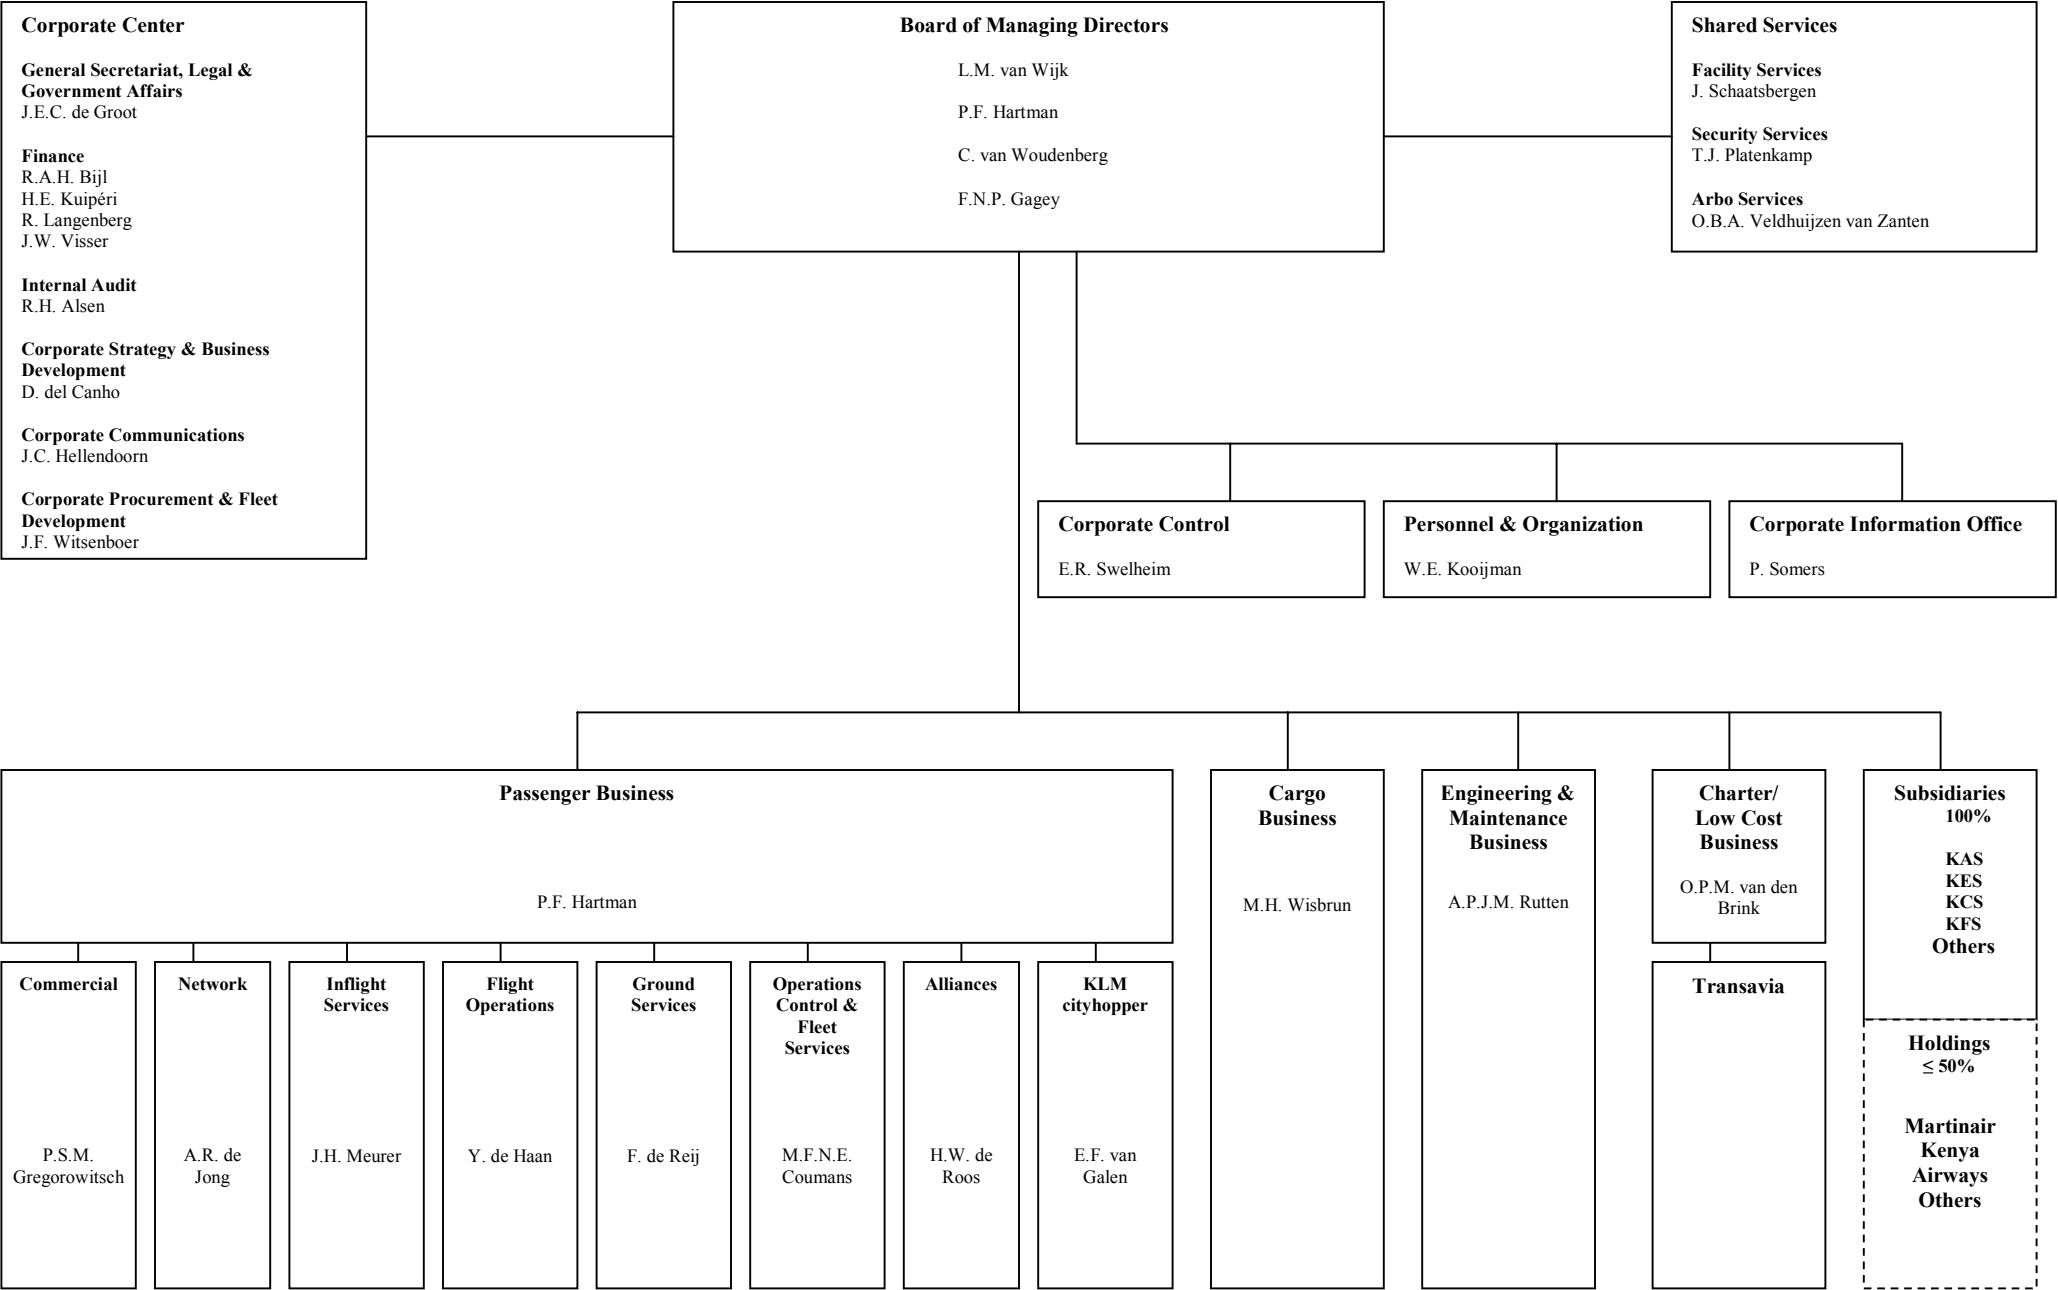 Corporate Center
General Secretariat, Legal &
Government Affairs
J.E.C. de Groot
Finance
R.A.H. Bijl
H.E. Kuipéri
R. Langenberg
J.W. Visser
Internal Audit
R.H. Alsen
Corporate Strategy & Business
Development
D. del Canho
Corporate Communications
J.C. Hellendoorn
Corporate Procurement & Fleet
Development
J.F. Witsenboer
Board of Managing Directors
L.M. van Wijk
P.F. Hartman
C. van Woudenberg
F.N.P. Gagey
Shared Services
Facility Services
J. Schaatsbergen
Security Services
T.J. Platenkamp
Arbo Services
O.B.A. Veldhuijzen van Zanten
Corporate Control
E.R. Swelheim
Personnel & Organization
W.E. Kooijman
Corporate Information Office
P. Somers
Passenger Business
P.F. Hartman
Commercial
P.S.M.
Gregorowitsch
Network
A.R. de
Jong
Inflight
Services
J.H. Meurer
Flight
Operations
Y. de Haan
Ground
Services
F. de Reij
Operations
Control &
Fleet
Services
M.F.N.E.
Coumans
Alliances
H.W. de
Roos
KLM
cityhopper
E.F. van
Galen
Cargo
Business
M.H. Wisbrun
Engineering &
Maintenance
Business
A.P.J.M. Rutten
Charter/
Low Cost
Business
O.P.M. van den
Brink
Transavia
Subsidiaries
100%
KAS
KES
KCS
KFS
Others
Holdings
≤ 50%
Martinair
Kenya
Airways
Others